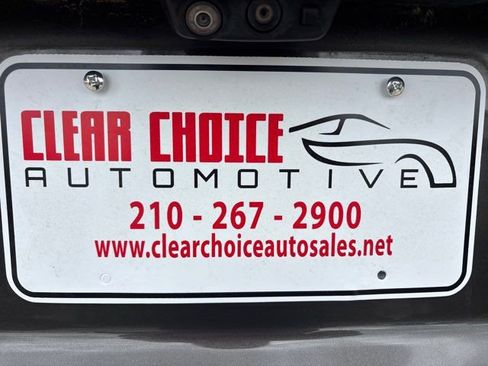 CLEAR CHOICE
AUTOMOTIVE
210 - 267 - 2900
www.clearchoiceautosales.net